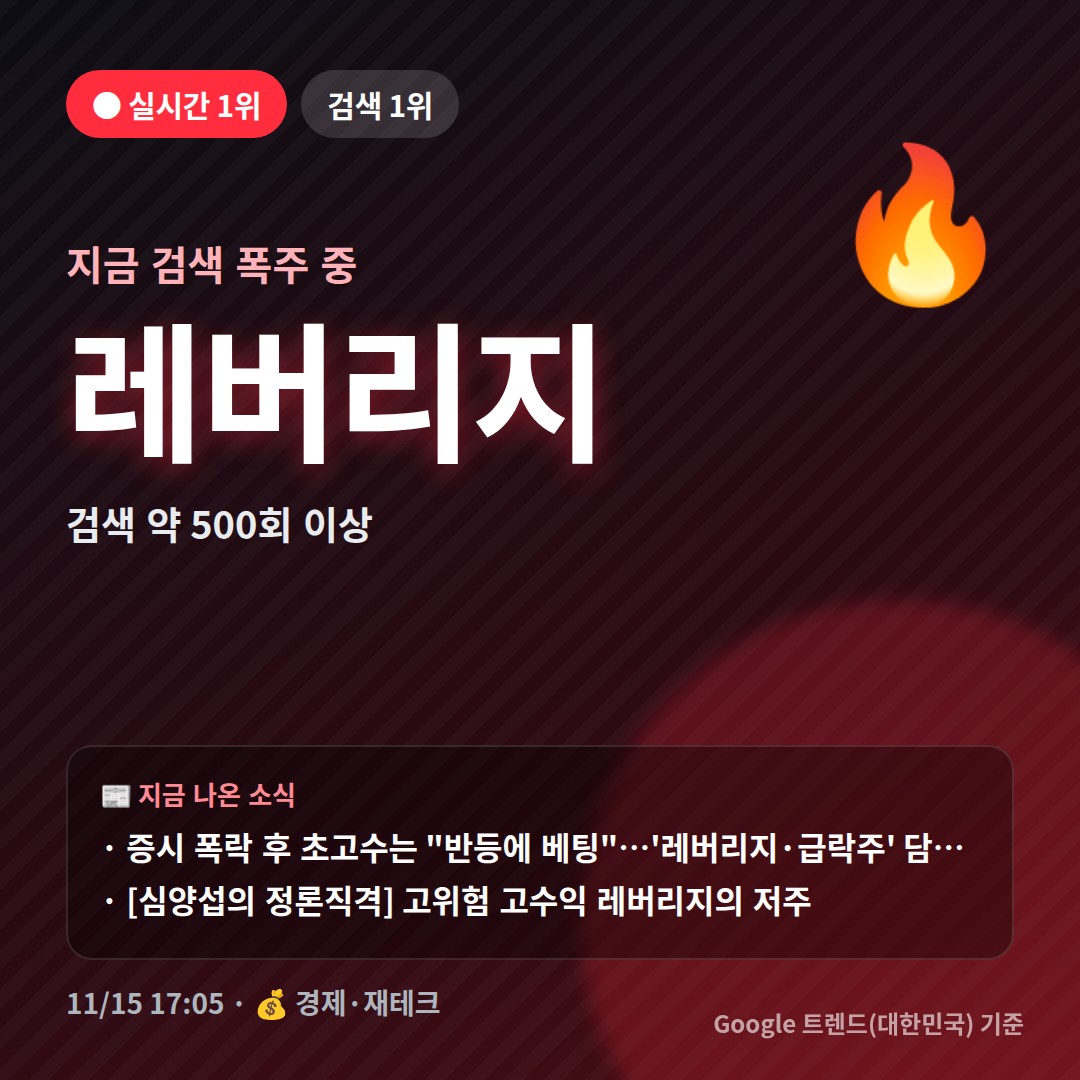 실시간 1위
검색 1위
지금 검색 폭주 중
레버리지
검색 약 500회 이상
지금 나온 소식
· 증시 폭락 후 초고수는 "반등에 베팅"…'레버리지·급락주' 담…
· [심양섭의 정론직격] 고위험 고수익 레버리지의 저주
11/15 17:05 · 💰 경제·재테크
Google 트렌드(대한민국) 기준